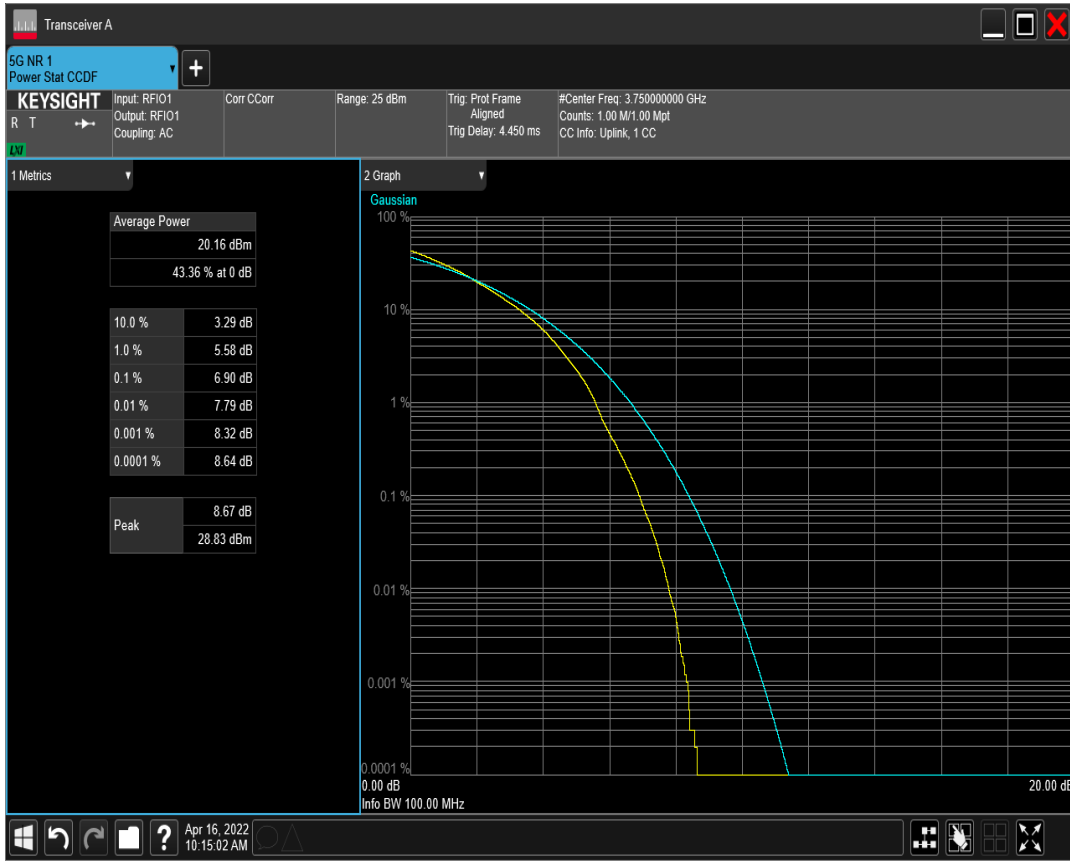 Transceiver A
5G NR 1
Power Stat CCDF
KEYSIGHT
R T
LXI
Input: RFIO1
Output: RFIO1
Coupling: AC
Corr CCorr
Range: 25 dBm
Trig: Prot Frame
Aligned
Trig Delay: 4.450 ms
#Center Freq: 3.750000000 GHz
Counts: 1.00 M/1.00 Mpt
CC Info: Uplink, 1 CC
1 Metrics
Average Power
20.16 dBm
43.36 % at 0 dB
10.0 % 3.29 dB
1.0 % 5.58 dB
0.1 % 6.90 dB
0.01 % 7.79 dB
0.001 % 8.32 dB
0.0001 % 8.64 dB
Peak 8.67 dB
28.83 dBm
2 Graph
Gaussian
100 %
10 %
1 %
0.1 %
0.01 %
0.001 %
0.0001 %
0.00 dB 20.00 dB
Info BW 100.00 MHz
?
Apr 16, 2022
10:15:02 AM